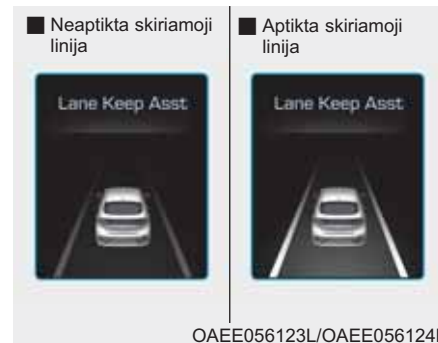 Neaptikta skiriamoji
linija
Aptikta skiriamoji
linija
Lane Keep Asst
Lane Keep Asst
OAEE056123L/OAEE056124L